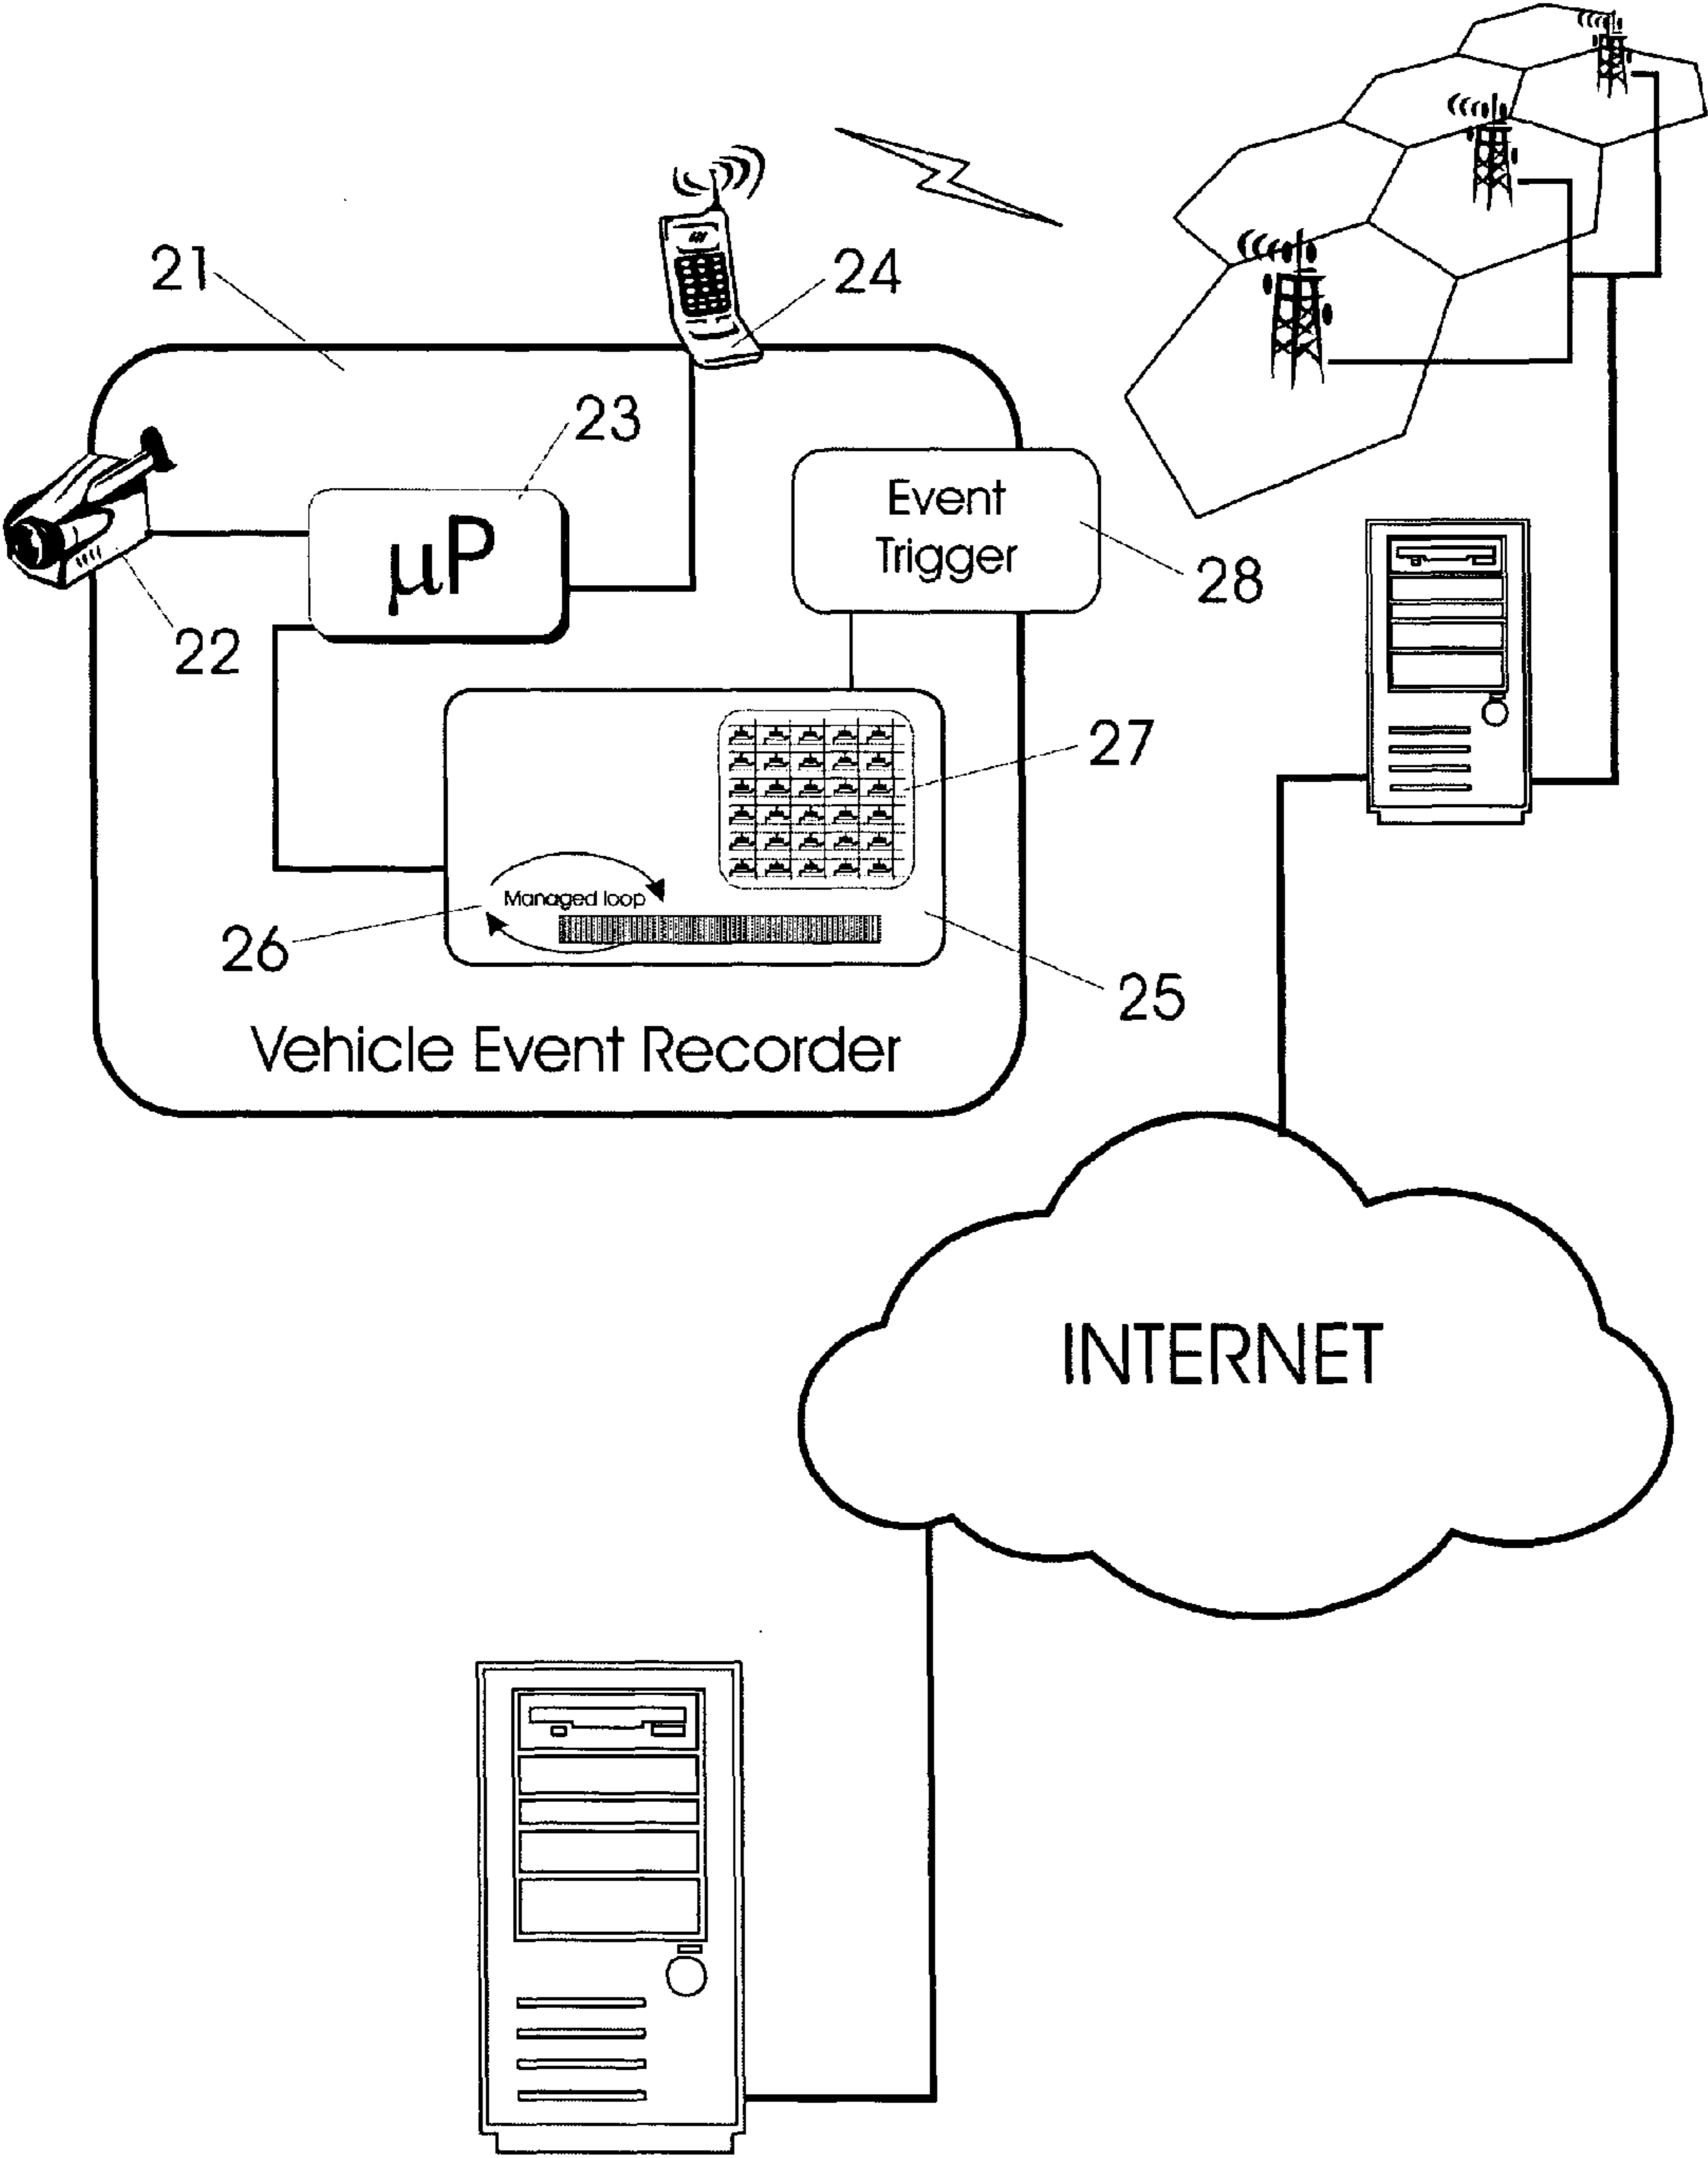 21
24
23
μP
Event
Trigger
28
22
27
Managed loop
26
25
Vehicle Event Recorder
INTERNET